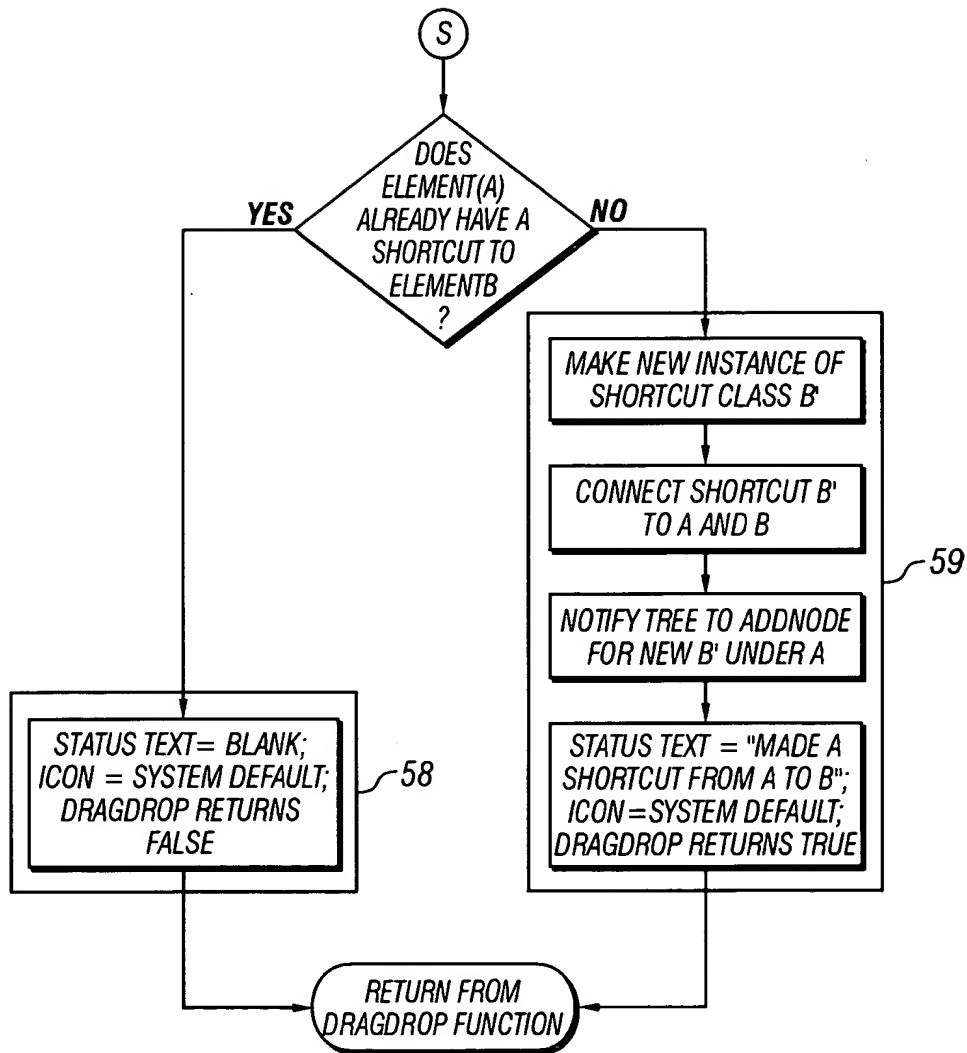 S
DOES
ELEMENT(A)
ALREADY HAVE A
SHORTCUT TO
ELEMENTB
?
YES
NO
MAKE NEW INSTANCE OF
SHORTCUT CLASS B'
CONNECT SHORTCUT B'
TO A AND B
NOTIFY TREE TO ADDNODE
FOR NEW B' UNDER A
STATUS TEXT = "MADE A
SHORTCUT FROM A TO B";
ICON = SYSTEM DEFAULT;
DRAGDROP RETURNS TRUE
59
STATUS TEXT = BLANK;
ICON = SYSTEM DEFAULT;
DRAGDROP RETURNS
FALSE
58
RETURN FROM
DRAGDROP FUNCTION